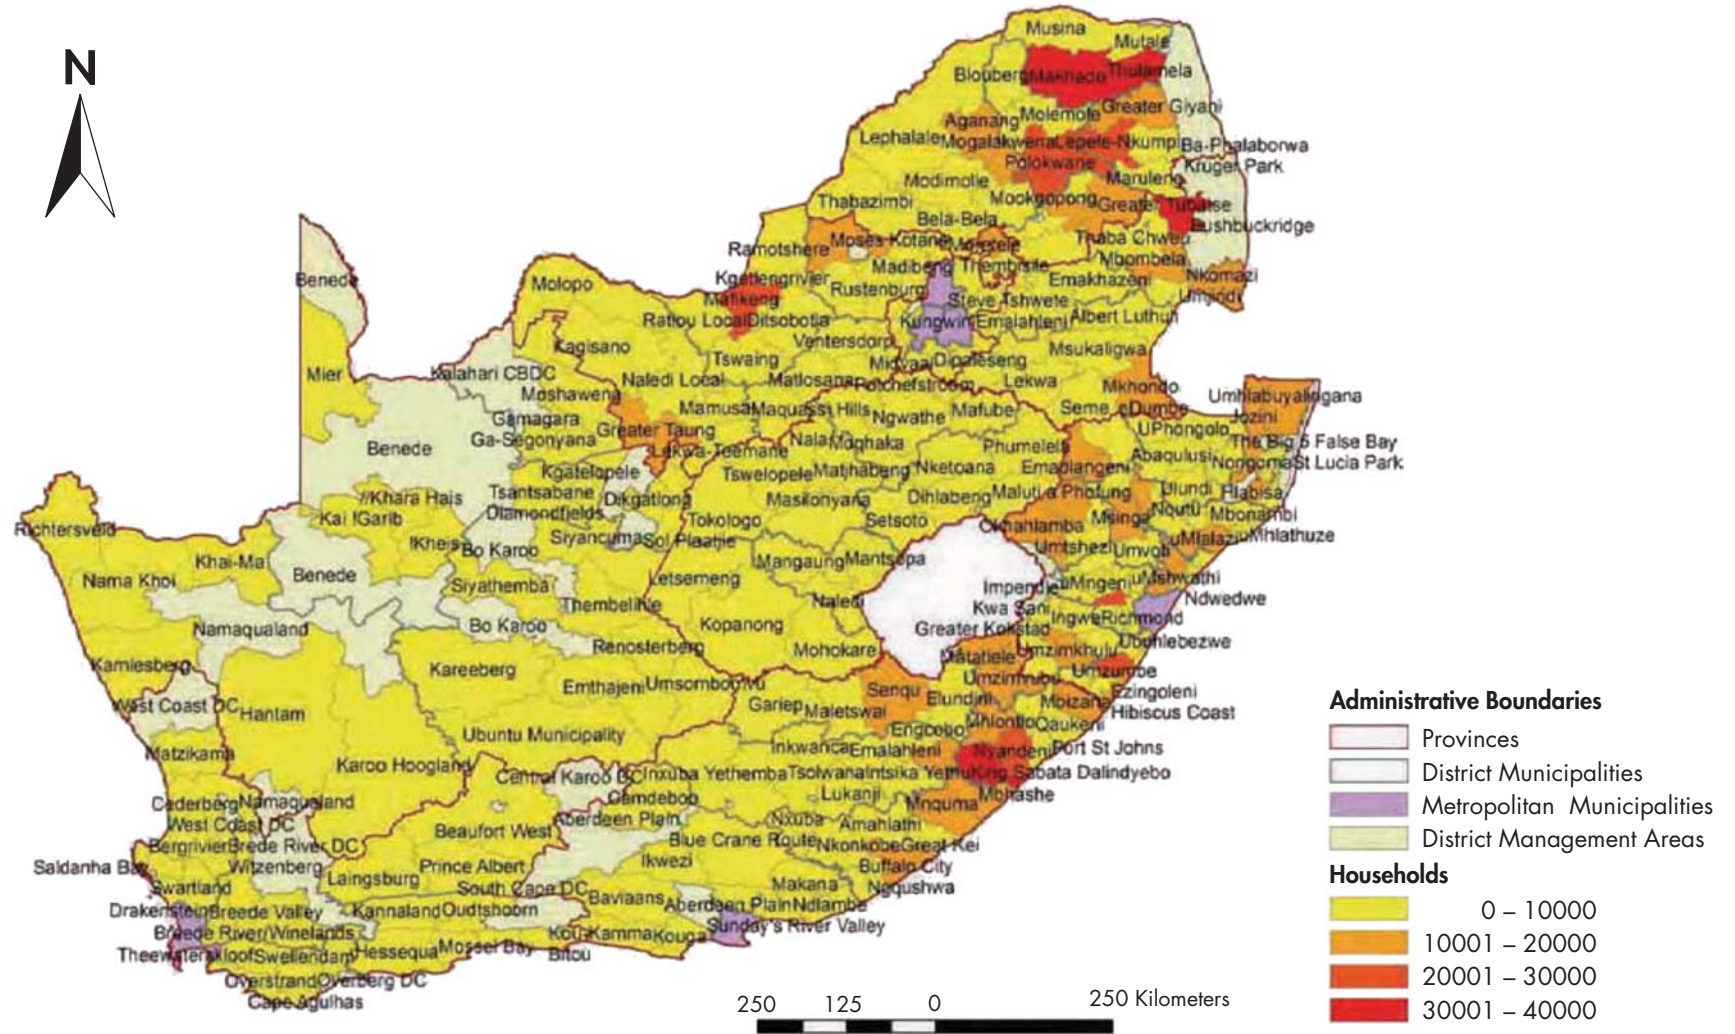 N
Musina
Mutale
Blouberg Makhado Thulamela
Greater Giyani
Aganang Molemole
Lephalale Mogalakwena Lepele-Nkumpi Ba-Phalaborwa
Polokwane Kruger Park
Modimolle Maruleng
Thabazimbi Mookgopong Greater Tubatse
Bela-Bela Bushbuckridge
Ramotshere Moses Kotane Thaba Chweu
Madibeng Thembisile Mbombela
Benede Molopo Kgetlengrivier Rustenburg Emakhazeni Nkomazi
Mafikeng Steve Tshwete Umjindi
Ratlou Local Ditsobotla Kungwini Emalahleni Albert Luthuli
Kagisano Ventersdorp Msukaligwa
Tswaing Midvaal Dipaleseng
Mier Kalahari CBDC Naledi Local Matlosana Potchefstroom Lekwa Mkhondo
Moshaweng Umhlabuyalingana
Gamagara Mamusa Maquassi Hills Ngwathe Mafube Seme eDumbe Jozini
Greater Taung UPhongolo
Benede Ga-Segonyana Lekwa-Teemane Nala Moghaka Phumelela The Big 5 False Bay
Kgatelopele Tswelopele Matjhabeng Nketoana Emadlangeni Abaqulusi Nongoma St Lucia Park
//Khara Hais Tsantsabane Dikgatlong Masilonyana Dihlabeng Maluti a Phofung Ulundi Hlabisa
Kai !Garib Diamondfields Tokologo Setsoto Okhahlamba Msinga Nqutu Mbonambi
Richtersveld !Kheis Bo Karoo Siyancuma Sol Plaatjie Umtshezi Umvoti uMlalazi uMhlathuze
Khai-Ma Mangaung Mantsopa
Nama Khoi Benede Siyathemba Letsemeng Impendle uMngeni uMshwathi
Thembelihle Naledi Kwa Sani Ndwedwe
Namaqualand Bo Karoo Kopanong Greater Kokstad Ingwe Richmond
Renosterberg Mohokare Matatiele Umzimkhulu Ubuhlebezwe
Kamiesberg Kareeberg Umzimvubu Umzumbe
Emthajeni Umsombomvu Senqu Elundini Mbizana Ezingoleni
West Coast DC Hantam Gariep Maletswai Hibiscus Coast
Ubuntu Municipality Engcobo Mhlontlo Qaukeni
Matzikama Inkwanca Emalahleni Nyandeni Port St Johns
Karoo Hoogland Central Karoo DC Inxuba Yethemba Tsolwana Intsika Yethu King Sabata Dalindyebo
Camdeboo Lukanji Mbhashe
Cederberg Namaqualand Mnquma
West Coast DC Beaufort West Aberdeen Plain Nxuba Amahlathi
Bergrivier Brede River DC Blue Crane Route Nkonkobe Great Kei
Saldanha Bay Witzenberg Prince Albert Ikwezi Buffalo City
Swartland Laingsburg South Cape DC Makana Ngqushwa
Drakenstein Breede Valley Kannaland Oudtshoorn Baviaans Aberdeen Plain Ndlambe
Breede River/Winelands Kou-Kamma Kouga Sunday's River Valley
Theewaterskloof Swellendam Hessequa Mossel Bay Bitou
Overstrand Overberg DC
Cape Agulhas
250 125 0 250 Kilometers
Administrative Boundaries
Provinces
District Municipalities
Metropolitan Municipalities
District Management Areas
Households
0 – 10000
10001 – 20000
20001 – 30000
30001 – 40000